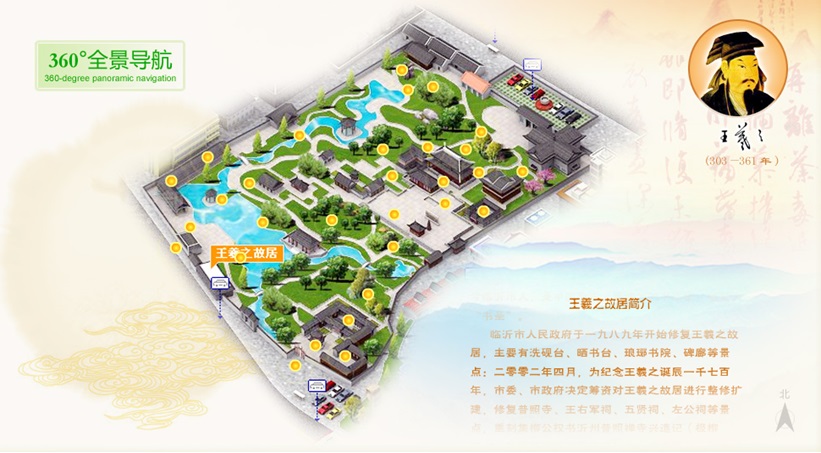 360°全景导航
360-degree panoramic navigation
王羲之
(303 -361 年)
王羲之故居
王羲之故居简介
临沂市人民政府于一九八九年开始修复王羲之故
居，主要有洗砚台、晒书台、琅琊书院、碑廊等景
点；二零零二年四月，为纪念王羲之诞辰一千七百
年，市委、市政府决定筹资对王羲之故居进行整修扩
建，修复普照寺、王右军祠、五贤祠、左公祠等景
北